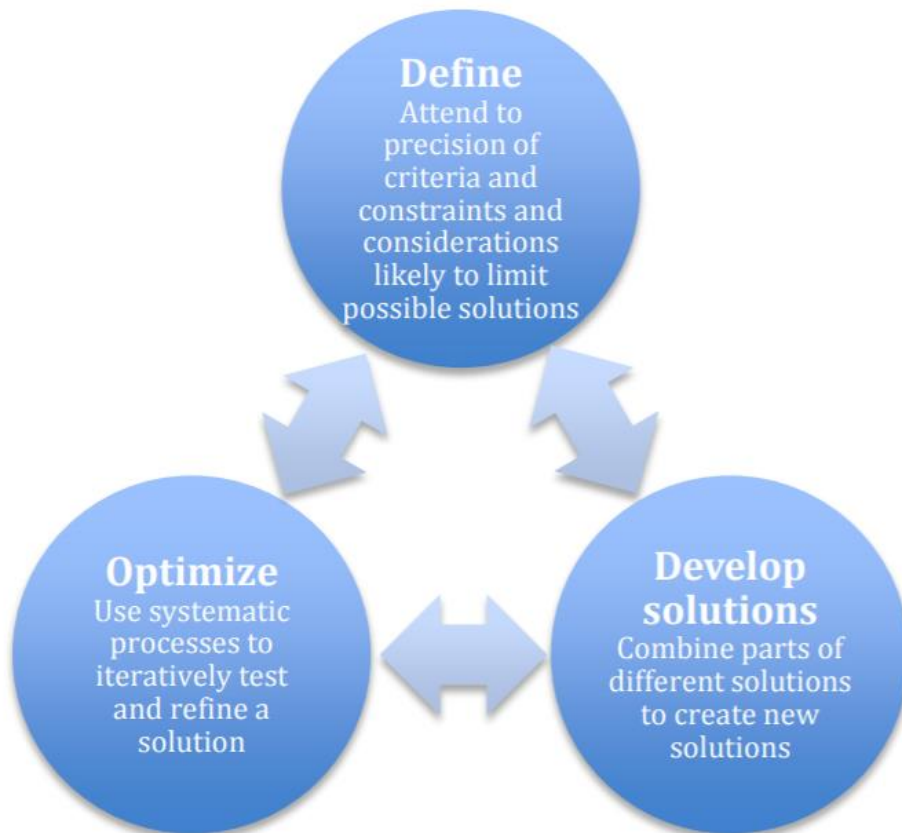 Define
Attend to
precision of
criteria and
constraints and
considerations
likely to limit
possible solutions
Optimize
Use systematic
processes to
iteratively test
and refine a
solution
Develop
solutions
Combine parts of
different solutions
to create new
solutions